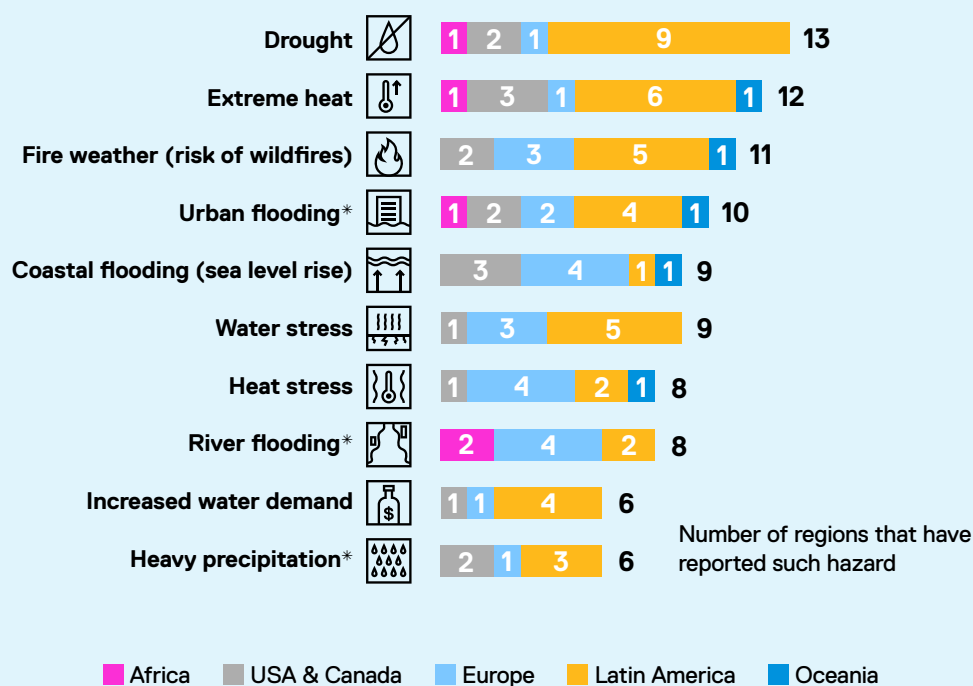 Drought 1 2 1 9 13
Extreme heat 1 3 1 6 1 12
Fire weather (risk of wildfires) 2 3 5 1 11
Urban flooding* 1 2 2 4 1 10
Coastal flooding (sea level rise) 3 4 1 1 9
Water stress 1 3 5 9
Heat stress 1 4 2 1 8
River flooding* 2 4 2 8
Increased water demand $ 1 1 4 6
Heavy precipitation* 2 1 3 6
Number of regions that have
reported such hazard
Africa USA & Canada Europe Latin America Oceania